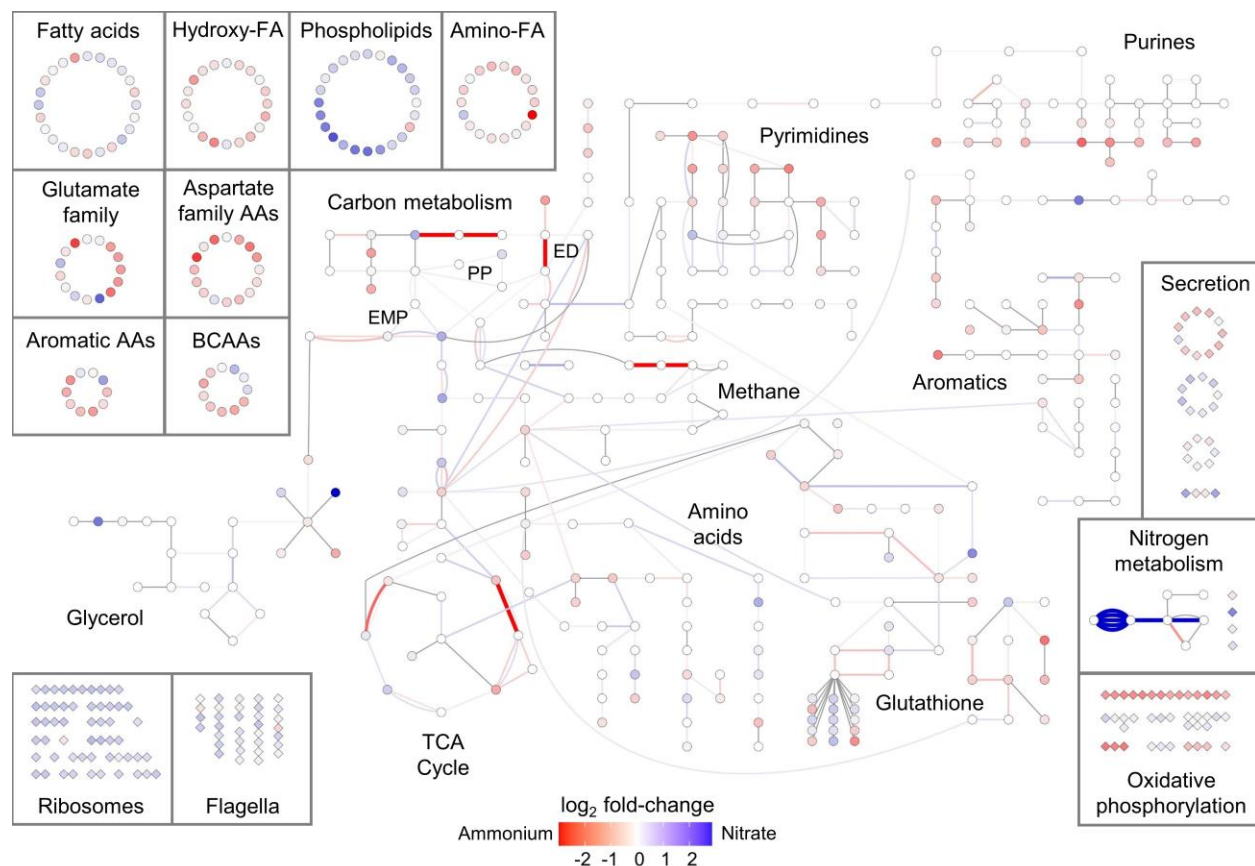 Fatty acids
Hydroxy-FA
Phospholipids
Amino-FA
Purines
Pyrimidines
Glutamate
family
Aspartate
family AAs
Carbon metabolism
ED
PP
EMP
Secretion
Aromatic AAs
BCAAs
Methane
Aromatics
Amino
acids
Nitrogen
metabolism
Glycerol
Glutathione
TCA
Cycle
Ribosomes
Flagella
Oxidative
phosphorylation
log₂ fold-change
Ammonium
Nitrate
-2 -1 0 1 2